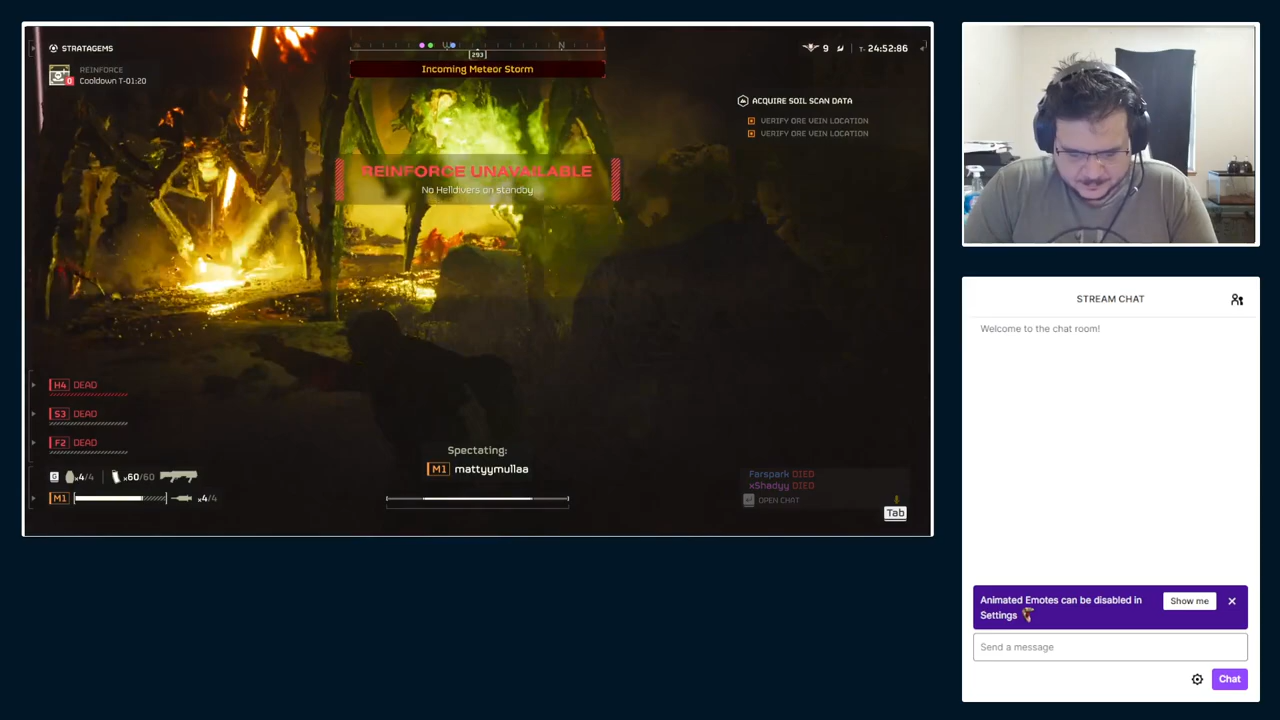 STRATAGEMS
REINFORCE
Cooldown T-01:20
0
W
N
[293]
Incoming Meteor Storm
9
T- 24:52:86
ACQUIRE SOIL SCAN DATA
VERIFY ORE VEIN LOCATION
VERIFY ORE VEIN LOCATION
REINFORCE UNAVAILABLE
No Helldivers on standby
H4 DEAD
S3 DEAD
F2 DEAD
G x4/4 x60/60
M1 x4/4
Spectating:
M1 mattyymullaa
Farspark DIED
xShadyy DIED
OPEN CHAT
Tab
STREAM CHAT
Welcome to the chat room!
Animated Emotes can be disabled in
Settings
Show me
Send a message
Chat